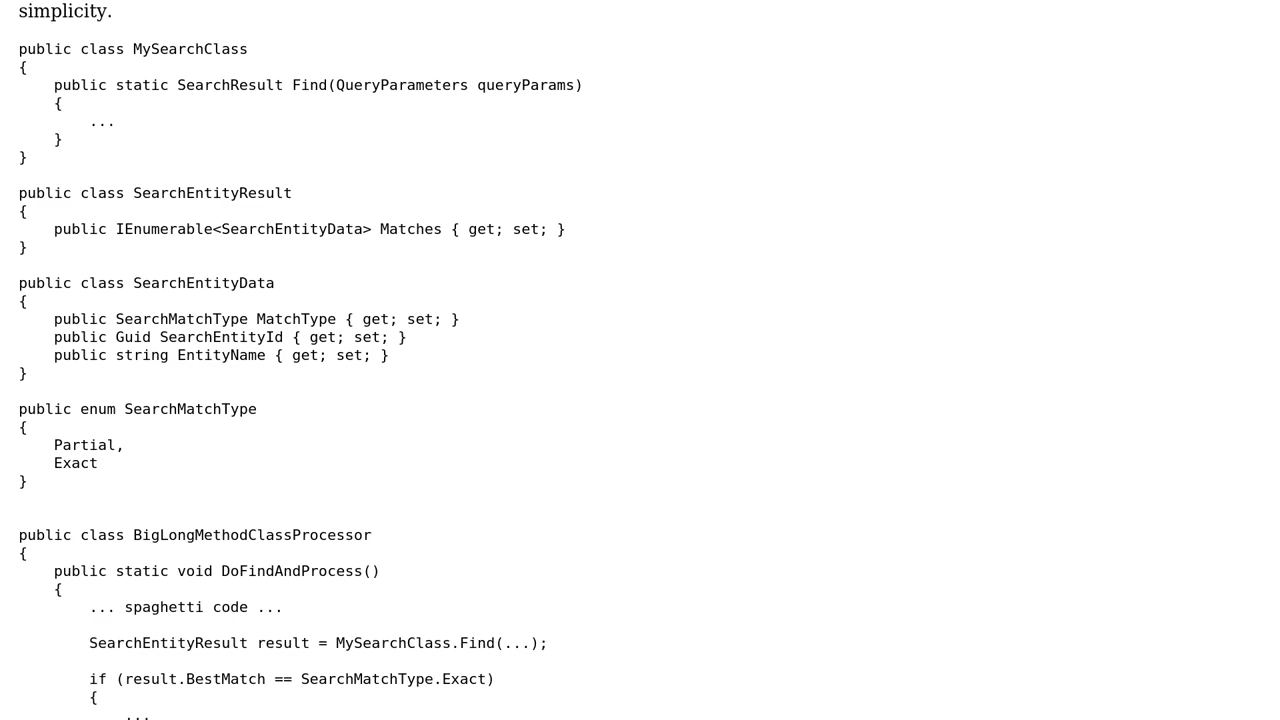 simplicity.
public class MySearchClass
{
    public static SearchResult Find(QueryParameters queryParams)
    {
        ...
    }
}
public class SearchEntityResult
{
    public IEnumerable<SearchEntityData> Matches { get; set; }
}
public class SearchEntityData
{
    public SearchMatchType MatchType { get; set; }
    public Guid SearchEntityId { get; set; }
    public string EntityName { get; set; }
}
public enum SearchMatchType
{
    Partial,
    Exact
}
public class BigLongMethodClassProcessor
{
    public static void DoFindAndProcess()
    {
        ... spaghetti code ...
        SearchEntityResult result = MySearchClass.Find(...);
        if (result.BestMatch == SearchMatchType.Exact)
        {
            ...